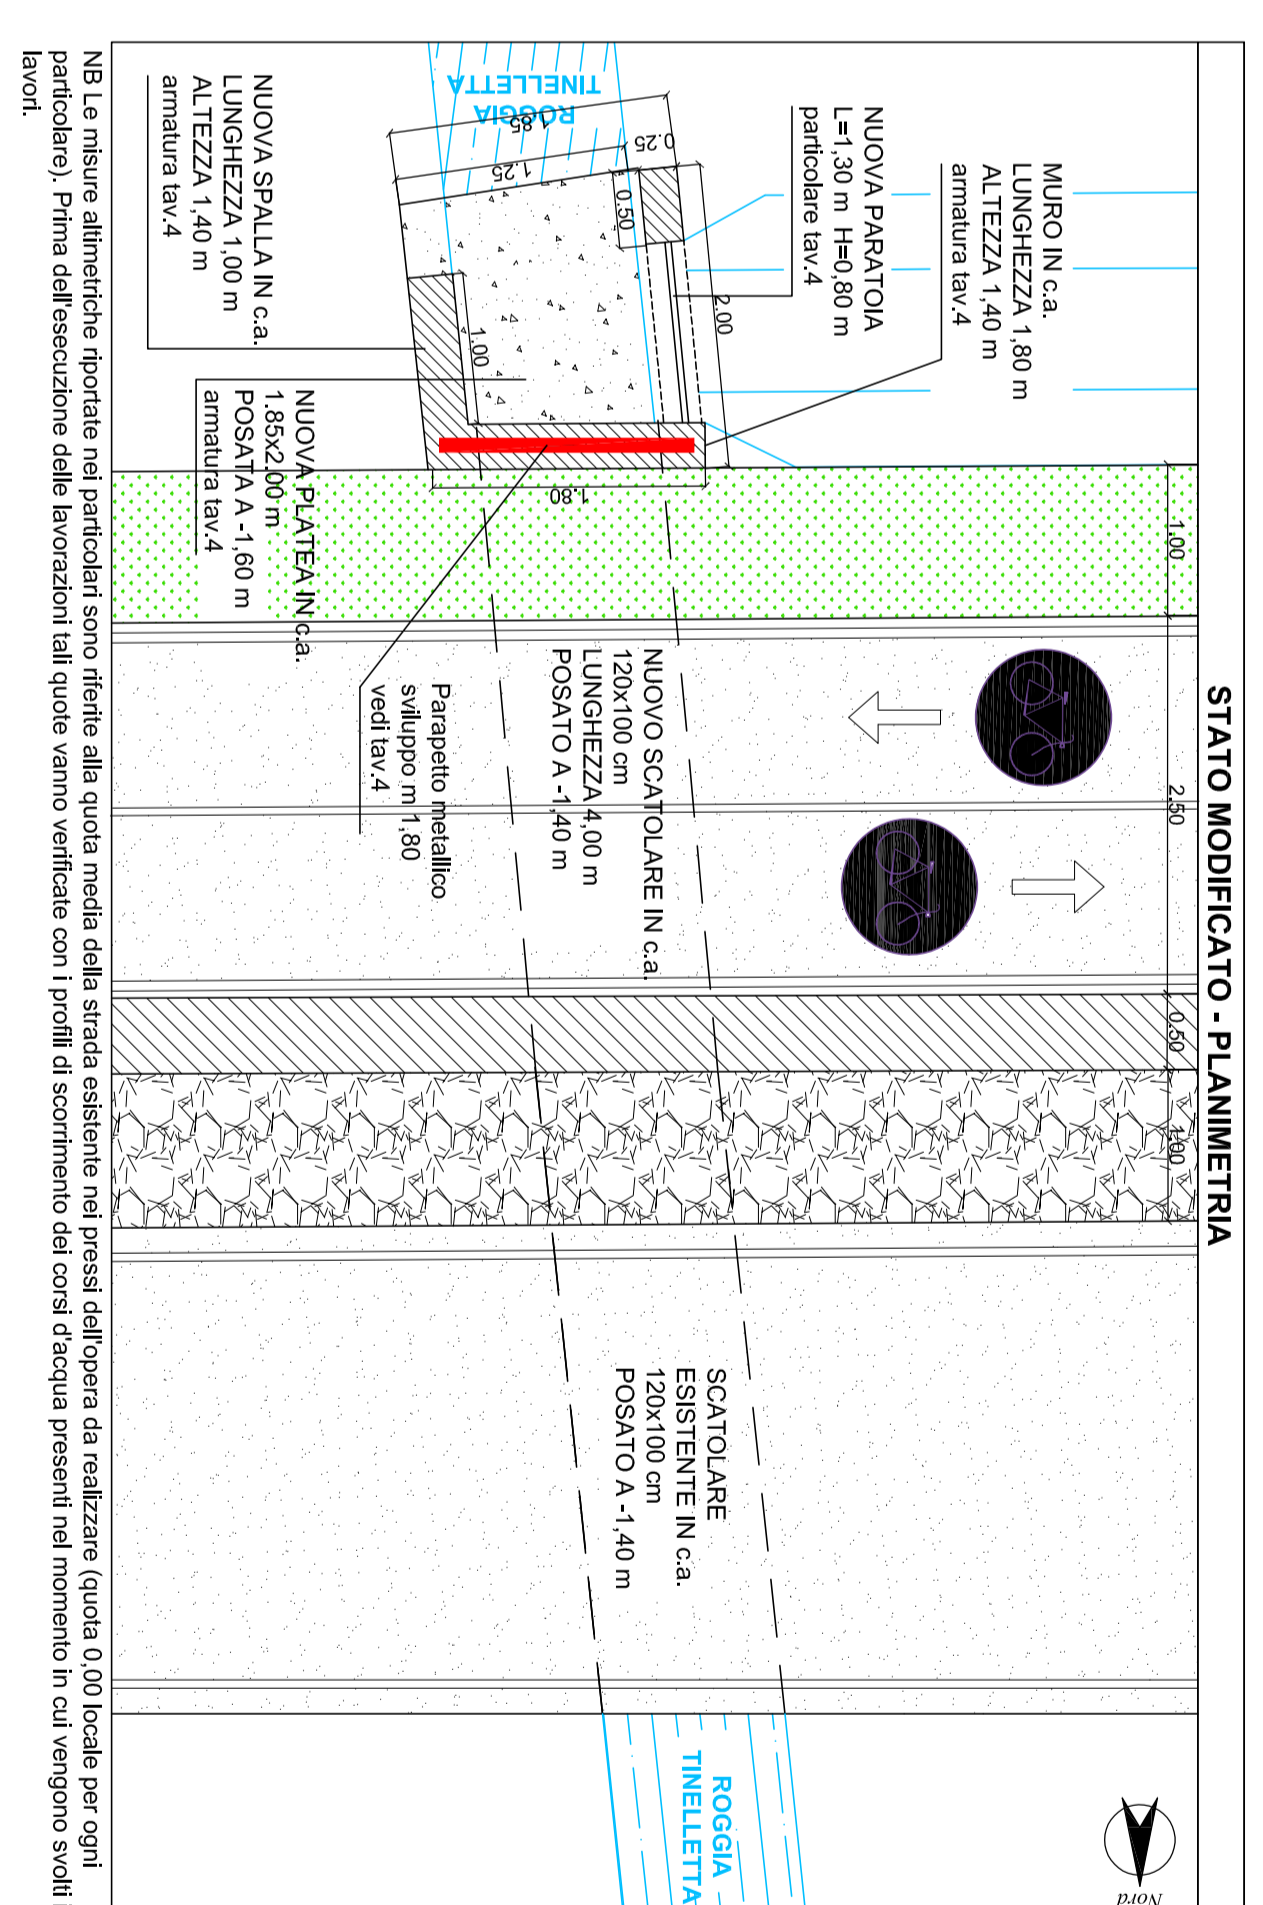 STATO MODIFICATO - PLANIMETRIA
MURO IN c.a.
LUNGHEZZA 1,80 m
ALTEZZA 1,40 m
armatura tav.4
NUOVA PARATOIA
L=1,30 m H=0,80 m
particolare tav.4
ROGGIA
TINELLETTA
1.85
0.25
1.25
0.50
2.00
1.00
1.80
NUOVA SPALLA IN c.a.
LUNGHEZZA 1,00 m
ALTEZZA 1,40 m
armatura tav.4
NUOVA PLATEA IN c.a.
1.85x2.00 m
POSATA A -1,60 m
armatura tav.4
1.00
2.50
0.50
1.00
NUOVO SCATOLARE IN c.a.
120x100 cm
LUNGHEZZA 4,00 m
POSATO A -1,40 m
Parapetto metallico
sviluppo m 1,80
vedi tav.4
SCATOLARE
ESISTENTE IN c.a.
120x100 cm
POSATO A -1,40 m
ROGGIA
TINELLETTA
Nord
NB Le misure altimetriche riportate nei particolari sono riferite alla quota media della strada esistente nei pressi dell'opera da realizzare (quota 0,00 locale per ogni
particolare). Prima dell'esecuzione delle lavorazioni tali quote vanno verificate con i profili di scorrimento dei corsi d'acqua presenti nel momento in cui vengono svolti
lavori.